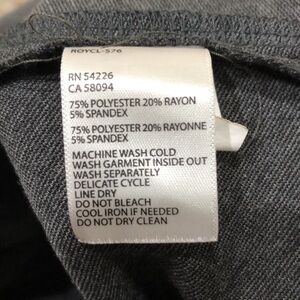 ROYCL-576
RN 54226
CA 58094
75% POLYESTER 20% RAYON
5% SPANDEX
75% POLYESTER 20% RAYONNE
5% SPANDEX
MACHINE WASH COLD
WASH GARMENT INSIDE OUT
WASH SEPARATELY
DELICATE CYCLE
LINE DRY
DO NOT BLEACH
COOL IRON IF NEEDED
DO NOT DRY CLEAN